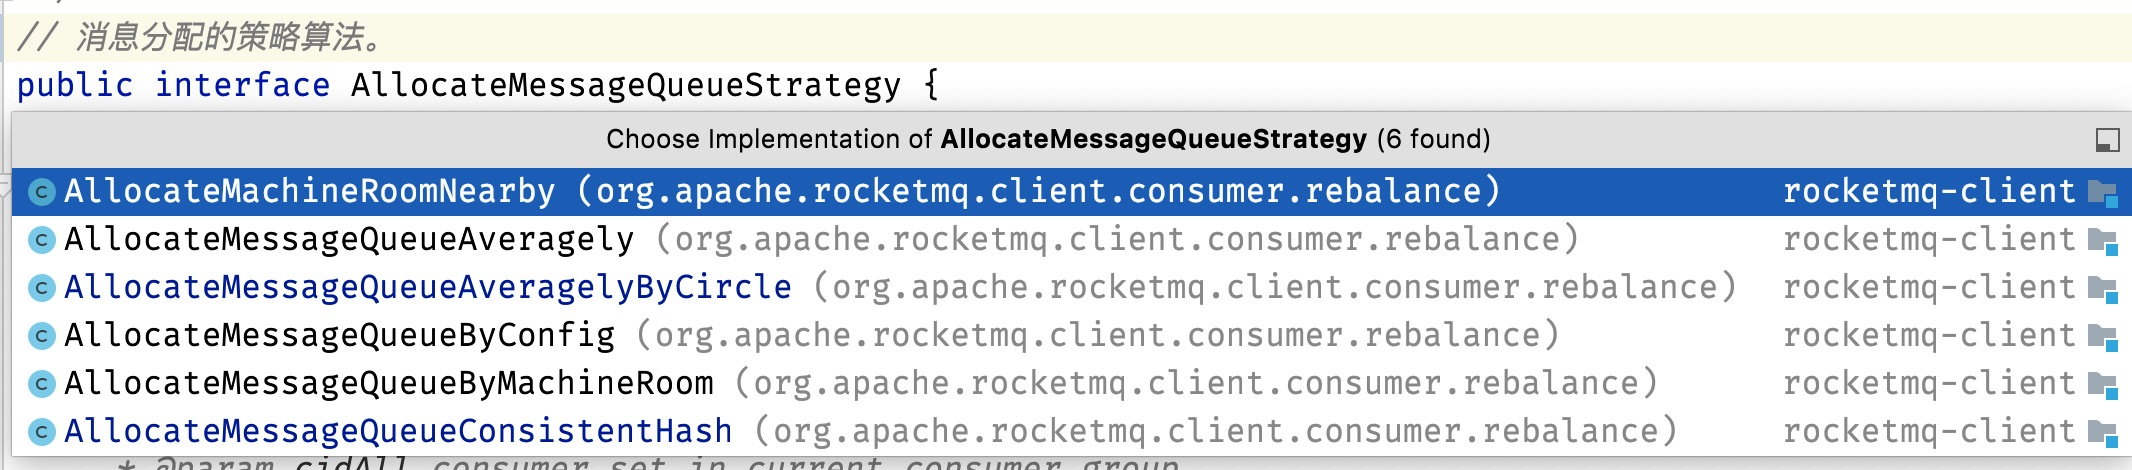 // 消息分配的策略算法。
public interface AllocateMessageQueueStrategy {
Choose Implementation of AllocateMessageQueueStrategy (6 found)
AllocateMachineRoomNearby (org.apache.rocketmq.client.consumer.rebalance) rocketmq-client
AllocateMessageQueueAveragely (org.apache.rocketmq.client.consumer.rebalance) rocketmq-client
AllocateMessageQueueAveragelyByCircle (org.apache.rocketmq.client.consumer.rebalance) rocketmq-client
AllocateMessageQueueByConfig (org.apache.rocketmq.client.consumer.rebalance) rocketmq-client
AllocateMessageQueueByMachineRoom (org.apache.rocketmq.client.consumer.rebalance) rocketmq-client
AllocateMessageQueueConsistentHash (org.apache.rocketmq.client.consumer.rebalance) rocketmq-client
* @param cidAll consumer set in current consumer group